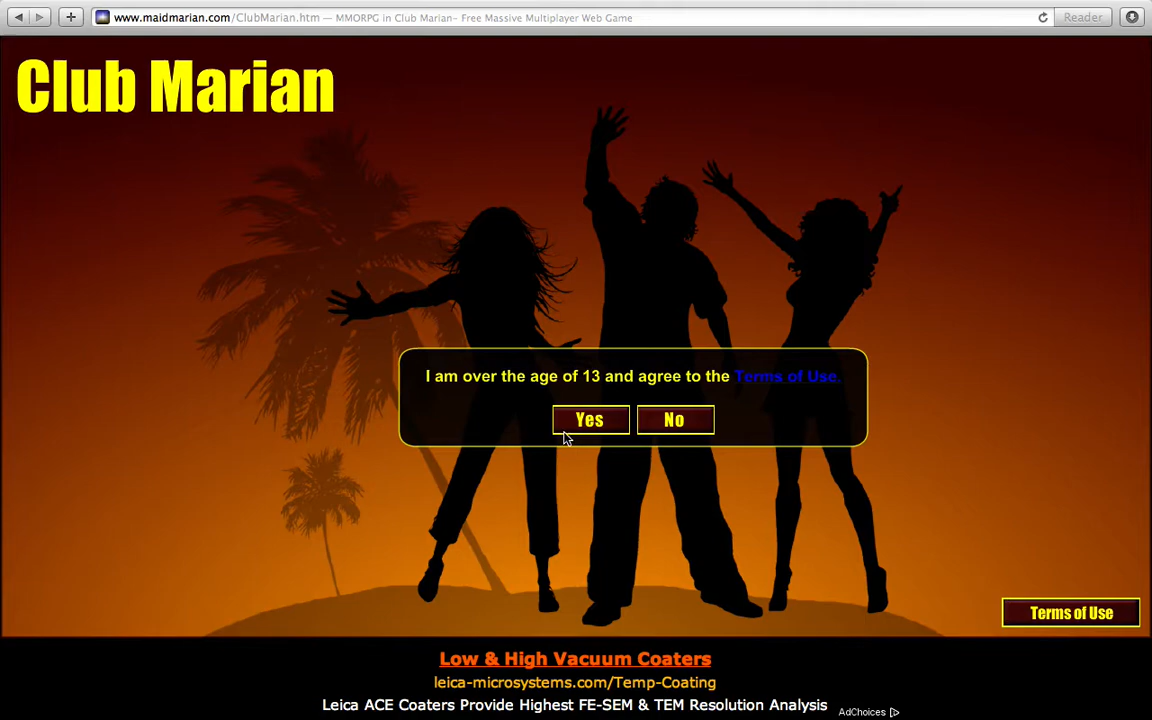 www.maidmarian.com/ClubMarian.htm — MMORPG in Club Marian- Free Massive Multiplayer Web Game
Reader
Club Marian
I am over the age of 13 and agree to the Terms of Use.
Yes No
Terms of Use
Low & High Vacuum Coaters
leica-microsystems.com/Temp-Coating
Leica ACE Coaters Provide Highest FE-SEM & TEM Resolution Analysis
AdChoices